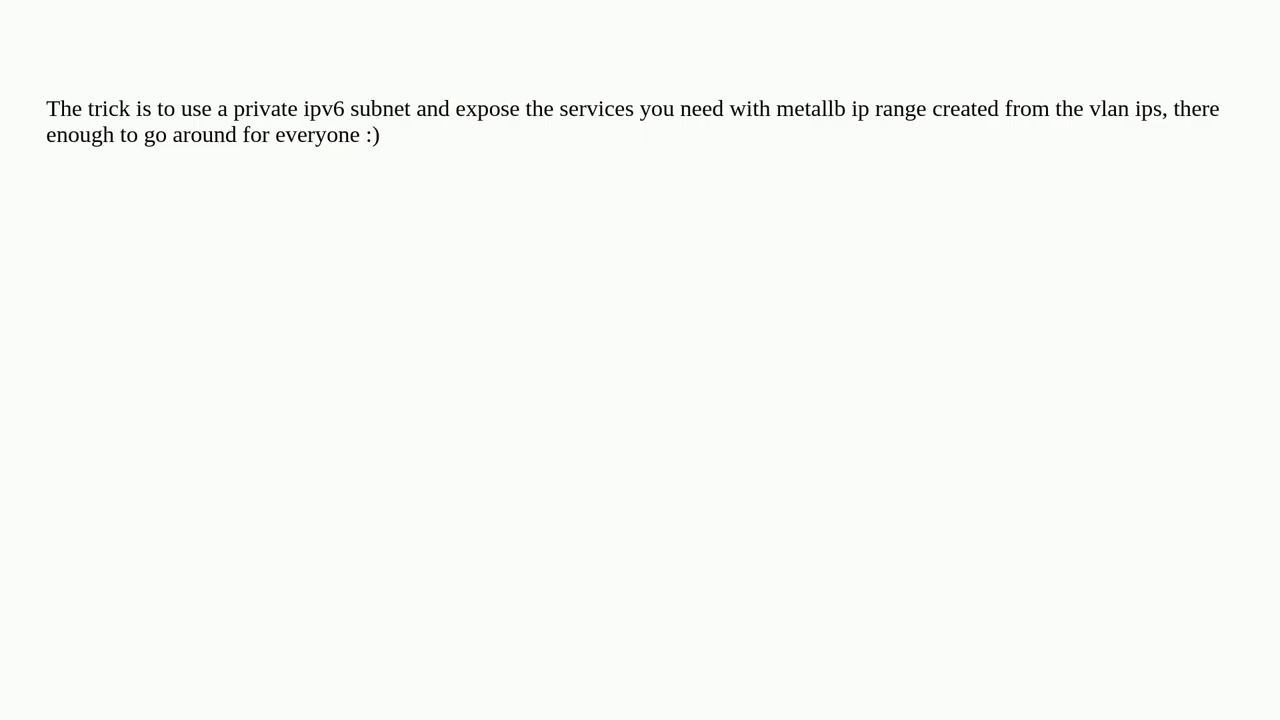 The trick is to use a private ipv6 subnet and expose the services you need with metallb ip range created from the vlan ips, there
enough to go around for everyone :)